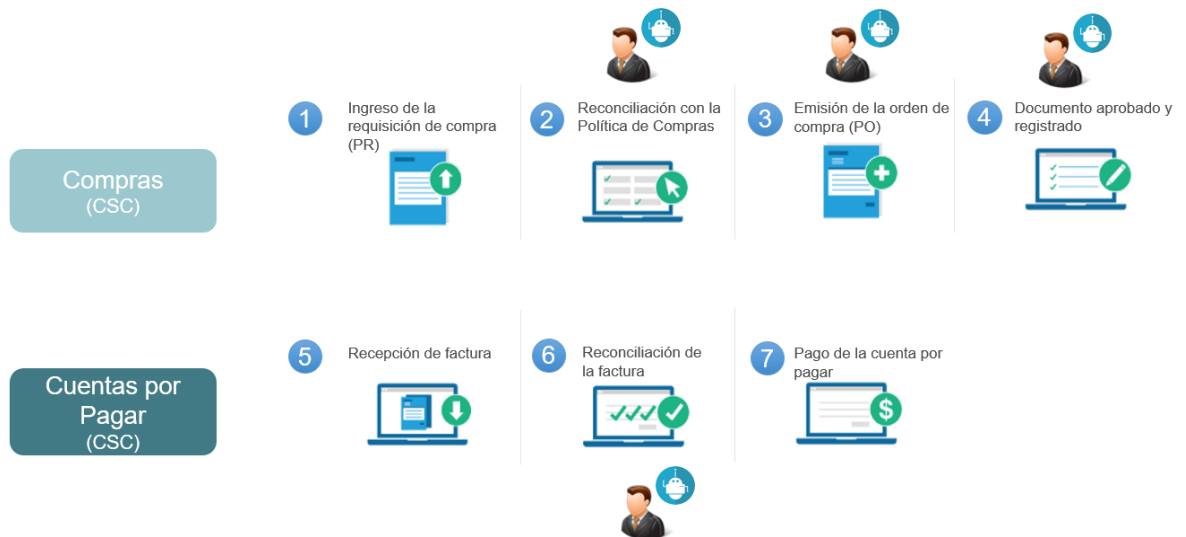 1
Ingreso de la
requisición de compra
(PR)
2
Reconciliación con la
Política de Compras
3
Emisión de la orden de
compra (PO)
4
Documento aprobado y
registrado
Compras
(CSC)
5
Recepción de factura
6
Reconciliación de
la factura
7
Pago de la cuenta por
pagar
$
Cuentas por
Pagar
(CSC)